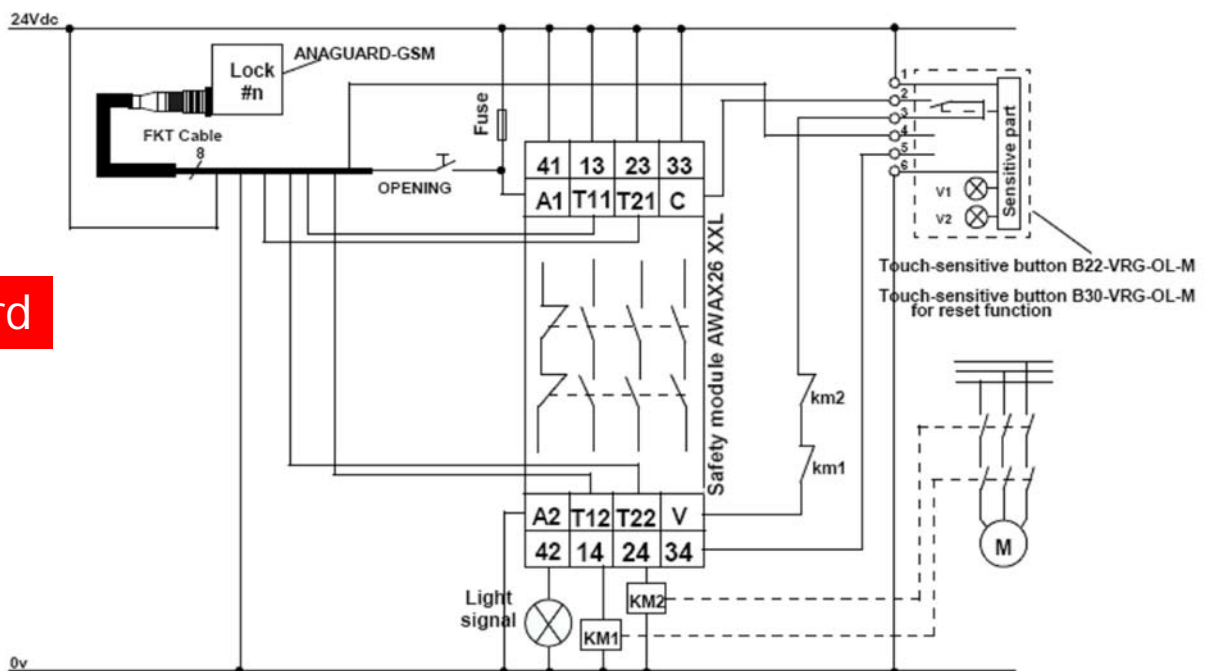 24Vdc
ANAGUARD-GSM
Lock
#n
FKT Cable
8
OPENING
Fuse
41 13 23 33
A1 T11 T21 C
1
2
3
4
5
6
V1
V2
Sensitive part
Touch-sensitive button B22-VRG-OL-M
Touch-sensitive button B30-VRG-OL-M
for reset function
rd
Safety module AWAX26 XXL
km2
km1
A2 T12 T22 V
42 14 24 34
Light
signal
KM2
KM1
M
0v